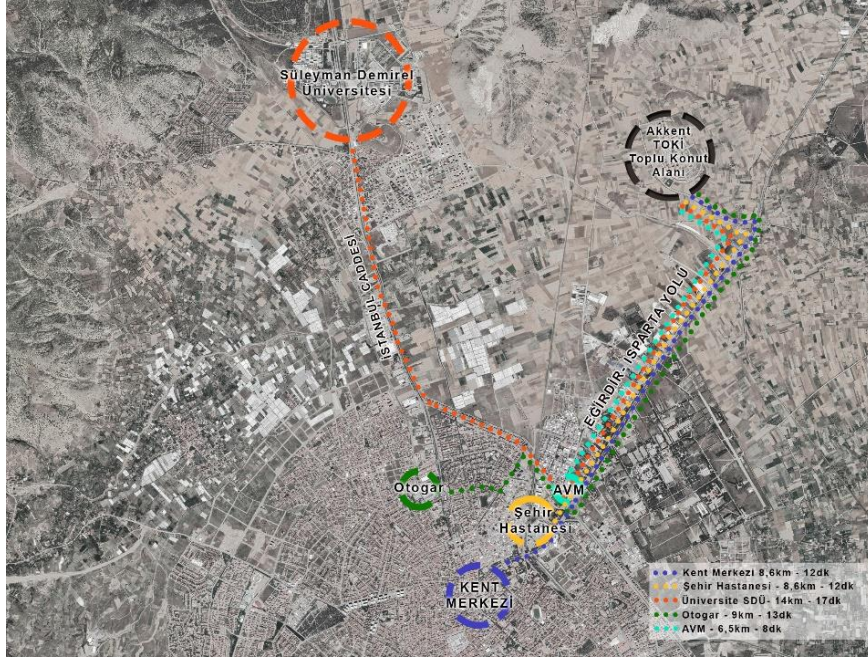 Süleyman Demirel
Üniversitesi
Akkent
TOKİ
Toplu Konut
Alanı
İSTANBUL CADDESİ
EĞİRDİR- ISPARTA YOLU
Otogar
AVM
Şehir
Hastanesi
KENT
MERKEZİ
Kent Merkezi 8,6km - 12dk
Şehir Hastanesi - 8,6km - 12dk
Üniversite SDÜ- 14km - 17dk
Otogar - 9km - 13dk
AVM - 6,5km - 8dk